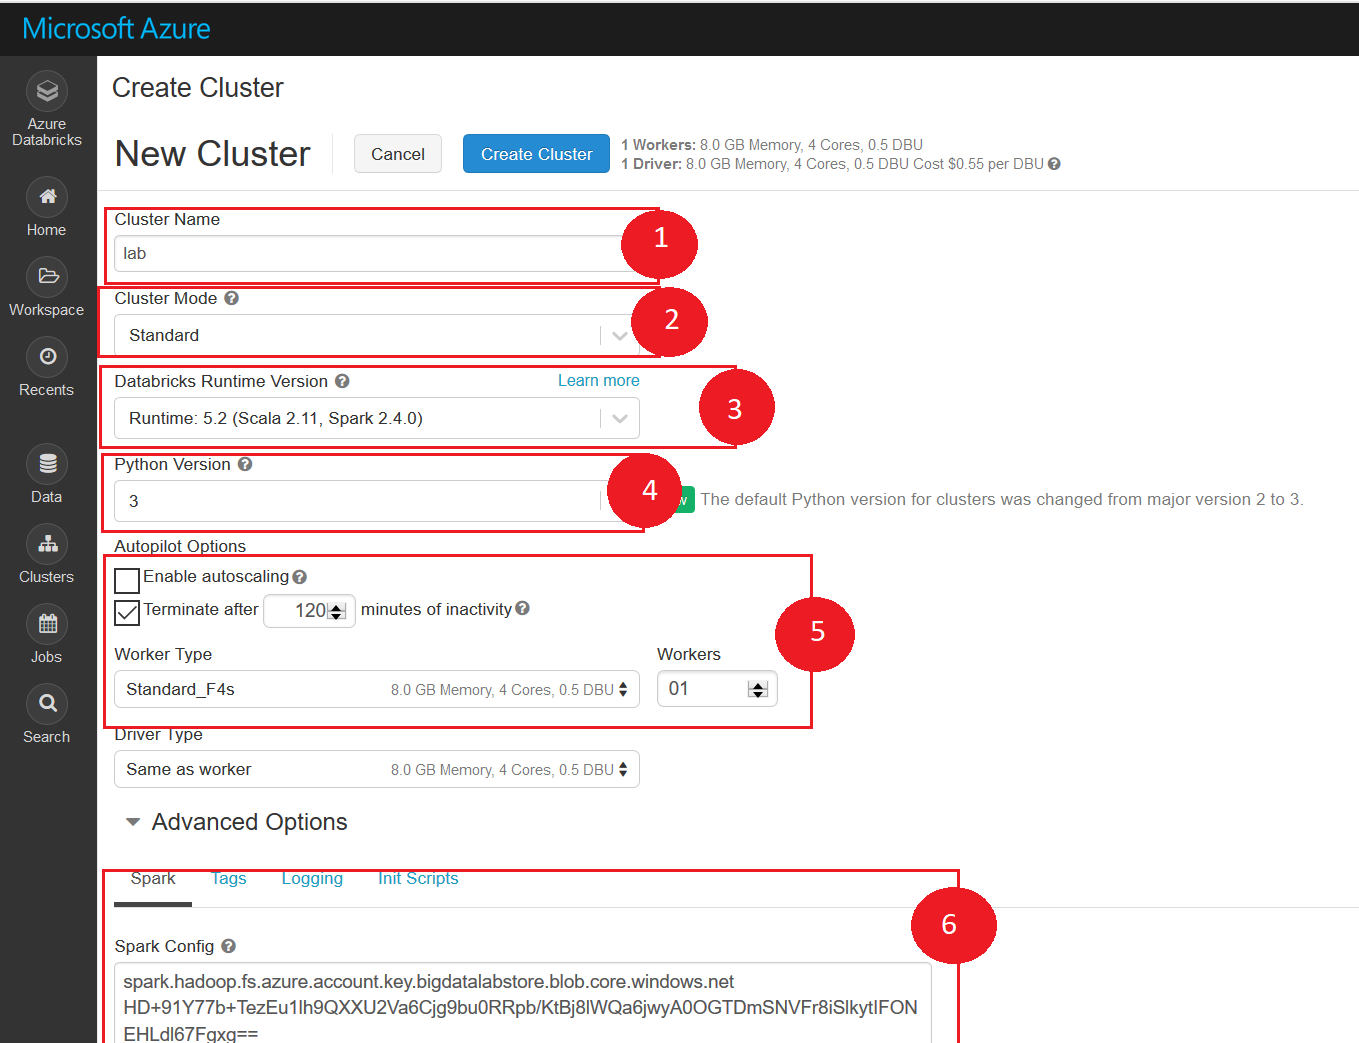 Microsoft Azure
Azure
Databricks
Home
Workspace
Recents
Data
Clusters
Jobs
Search
Create Cluster
New Cluster
Cancel
Create Cluster
1 Workers: 8.0 GB Memory, 4 Cores, 0.5 DBU
1 Driver: 8.0 GB Memory, 4 Cores, 0.5 DBU Cost $0.55 per DBU ?
Cluster Name
lab
1
Cluster Mode ?
Standard
2
Databricks Runtime Version ?
Learn more
Runtime: 5.2 (Scala 2.11, Spark 2.4.0)
3
Python Version ?
3
4
The default Python version for clusters was changed from major version 2 to 3.
Autopilot Options
Enable autoscaling ?
Terminate after 120 minutes of inactivity ?
5
Worker Type
Workers
Standard_F4s 8.0 GB Memory, 4 Cores, 0.5 DBU
01
Driver Type
Same as worker 8.0 GB Memory, 4 Cores, 0.5 DBU
Advanced Options
Spark Tags Logging Init Scripts
6
Spark Config ?
spark.hadoop.fs.azure.account.key.bigdatalabstore.blob.core.windows.net
HD+91Y77b+TezEu1lh9QXXU2Va6Cjg9bu0RRpb/KtBj8lWQa6jwyA0OGTDmSNVFr8iSlkytIFON
EHLdl67Fgxg==